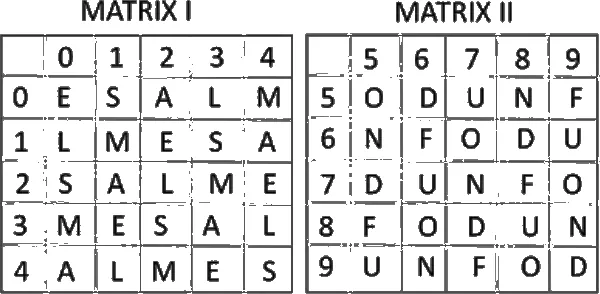 MATRIX I
0 1 2 3 4
0 E S A L M
1 L M E S A
2 S A L M E
3 M E S A L
4 A L M E S
MATRIX II
5 6 7 8 9
5 O D U N F
6 N F O D U
7 D U N F O
8 F O D U N
9 U N F O D